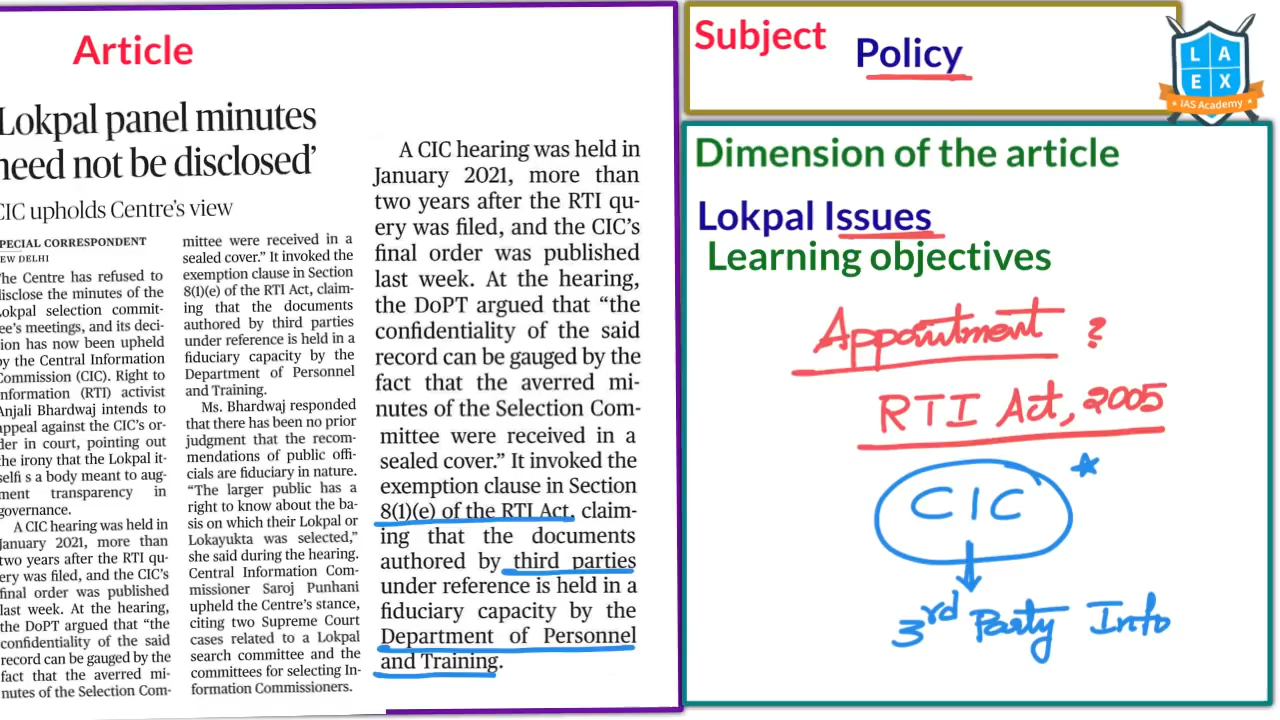 Article
Lokpal panel minutes
need not be disclosed’
CIC upholds Centre’s view
PECIAL CORRESPONDENT
EW DELHI
The Centre has refused to
disclose the minutes of the
Lokpal selection commit-
ee’s meetings, and its deci-
ion has now been upheld
by the Central Information
Commission (CIC). Right to
nformation (RTI) activist
Anjali Bhardwaj intends to
appeal against the CIC’s or-
der in court, pointing out
the irony that the Lokpal it-
self i s a body meant to aug-
ment transparency in
governance.
A CIC hearing was held in
January 2021, more than
two years after the RTI qu-
ery was filed, and the CIC’s
final order was published
last week. At the hearing,
the DoPT argued that “the
confidentiality of the said
record can be gauged by the
fact that the averred mi-
nutes of the Selection Com-
mittee were received in a
sealed cover.” It invoked the
exemption clause in Section
8(1)(e) of the RTI Act, claim-
ing that the documents
authored by third parties
under reference is held in a
fiduciary capacity by the
Department of Personnel
and Training.
Ms. Bhardwaj responded
that there has been no prior
judgment that the recom-
mendations of public offi-
cials are fiduciary in nature.
“The larger public has a
right to know about the ba-
sis on which their Lokpal or
Lokayukta was selected,”
she said during the hearing.
Central Information Com-
missioner Saroj Punhani
upheld the Centre’s stance,
citing two Supreme Court
cases related to a Lokpal
search committee and the
committees for selecting In-
formation Commissioners.
A CIC hearing was held in
January 2021, more than
two years after the RTI qu-
ery was filed, and the CIC’s
final order was published
last week. At the hearing,
the DoPT argued that “the
confidentiality of the said
record can be gauged by the
fact that the averred mi-
nutes of the Selection Com-
mittee were received in a
sealed cover.” It invoked the
exemption clause in Section
8(1)(e) of the RTI Act, claim-
ing that the documents
authored by third parties
under reference is held in a
fiduciary capacity by the
Department of Personnel
and Training.
Subject
Policy
L A
E X
IAS Academy
Dimension of the article
Lokpal Issues
Learning objectives
Appointment ?
RTI Act, 2005
CIC
3rd Party Info